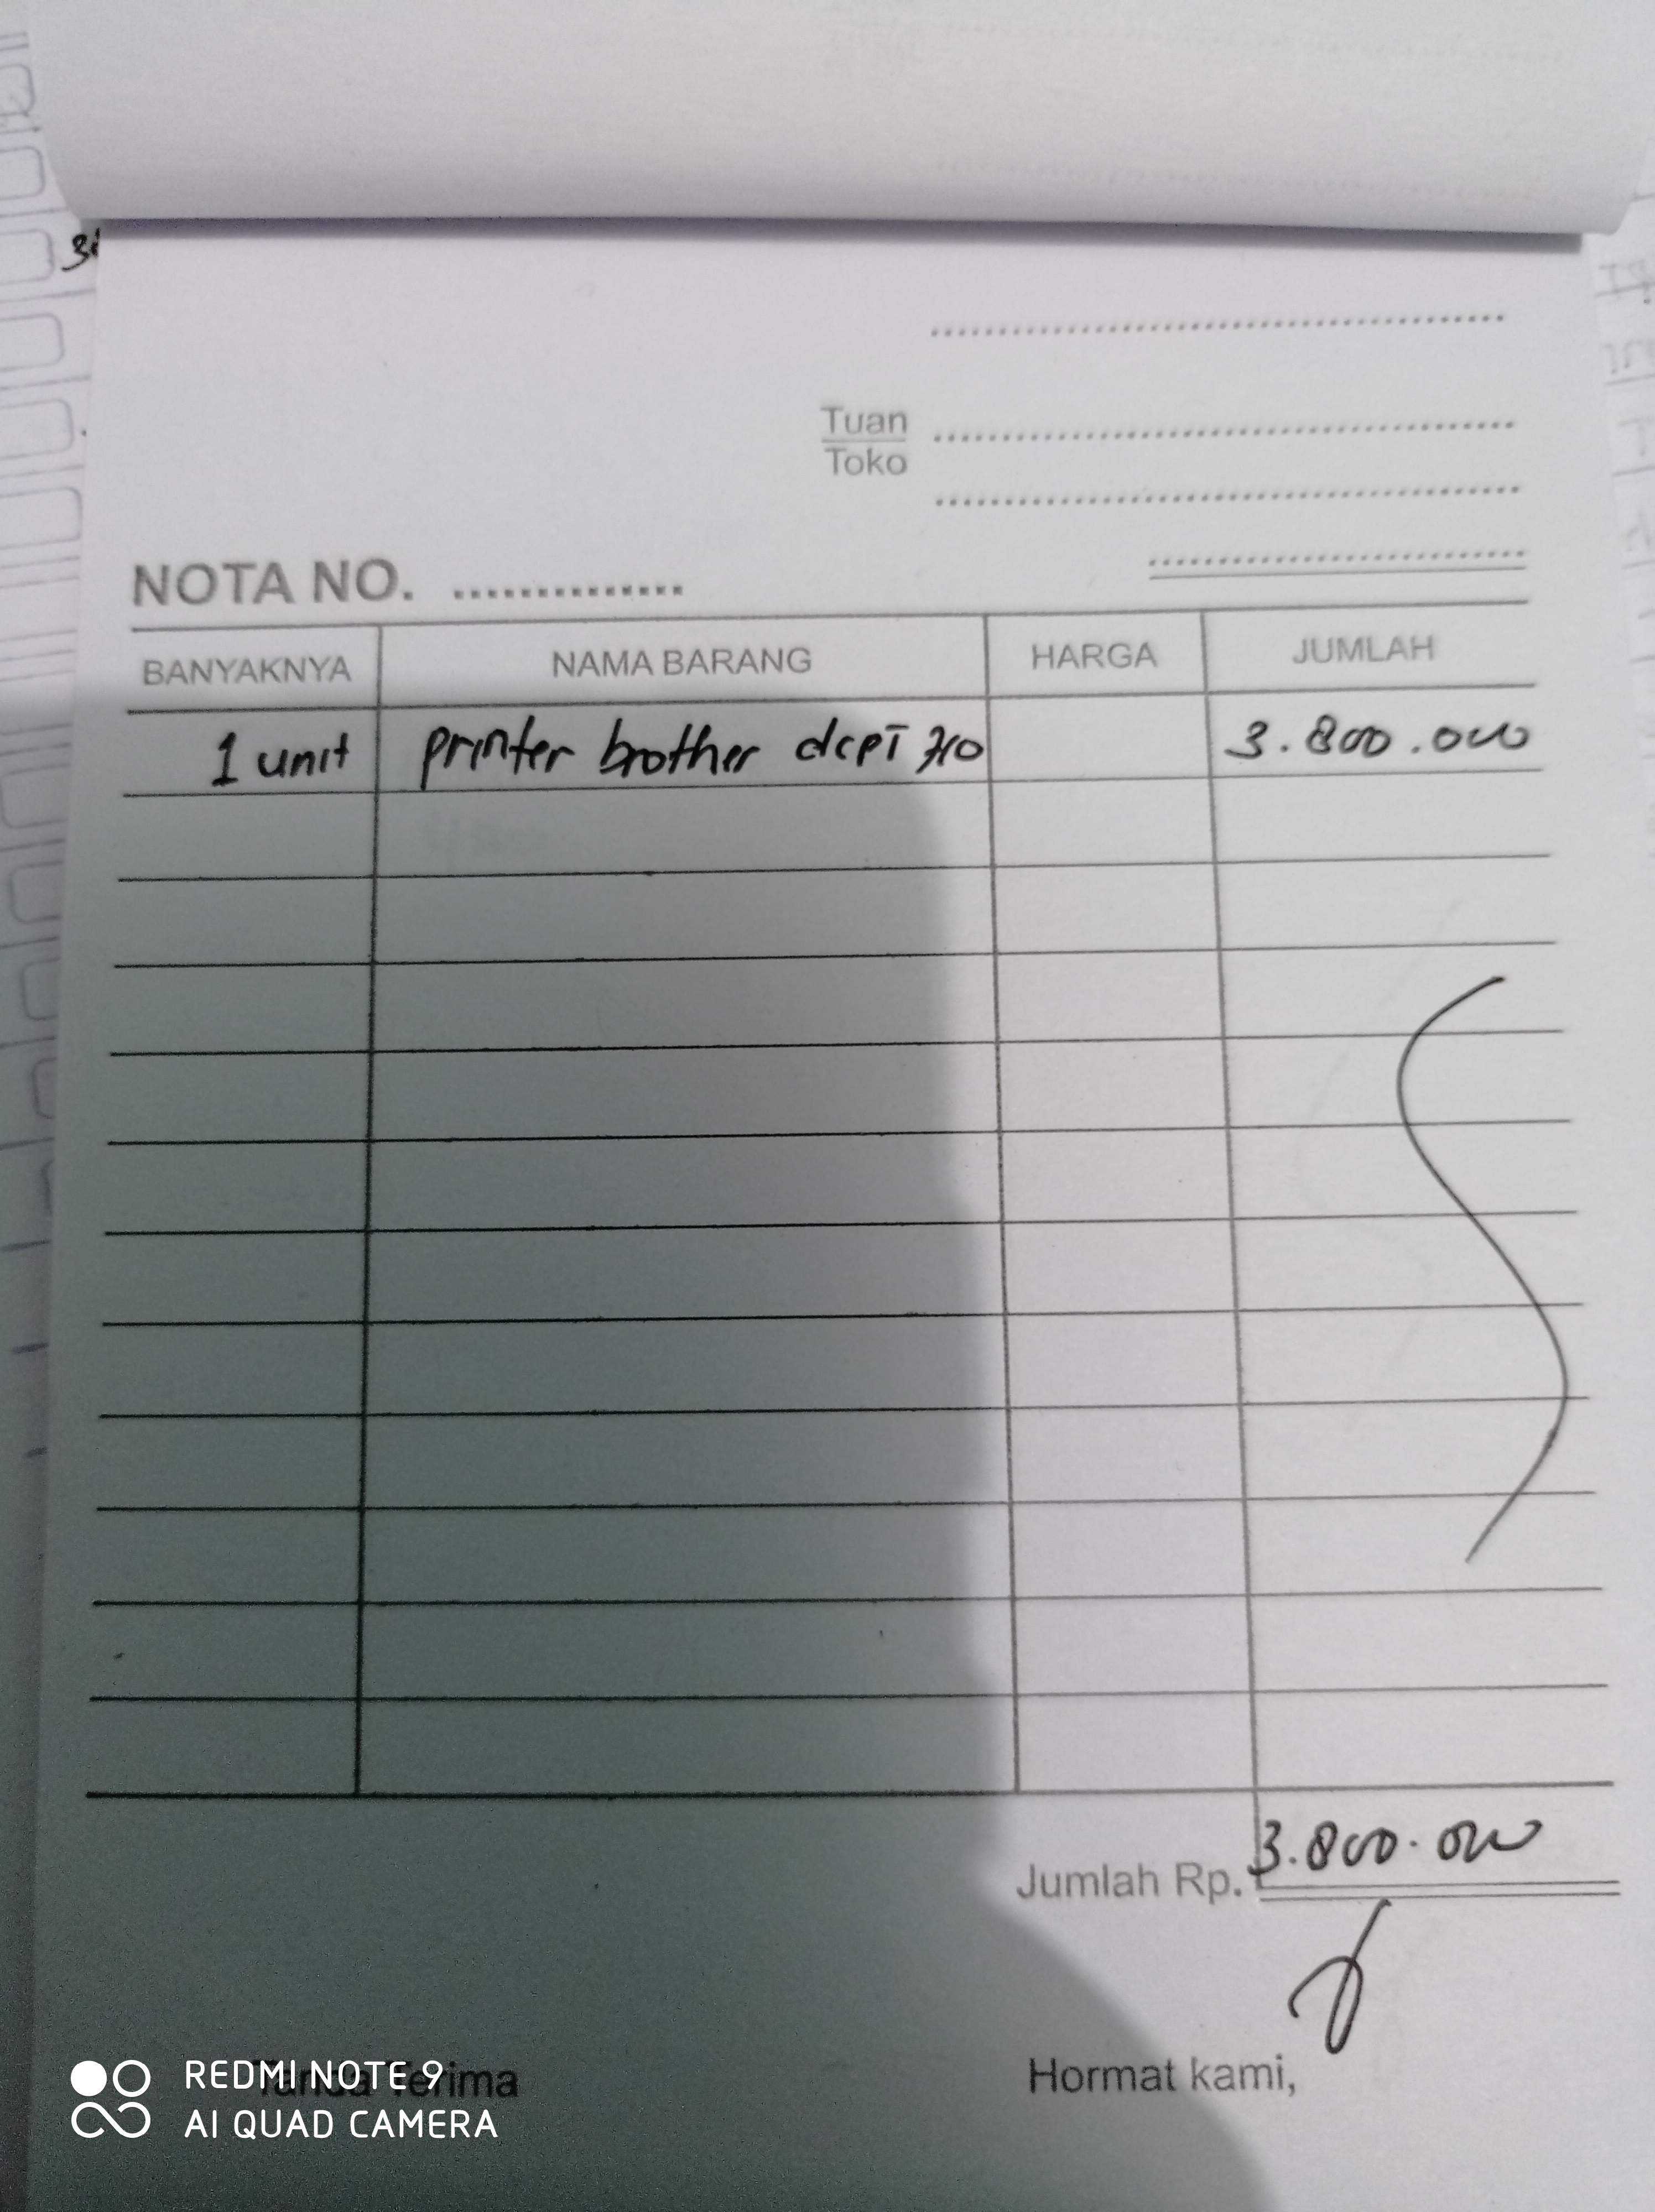 Tuan
Toko
NOTA NO. ..............
BANYAKNYA NAMA BARANG HARGA JUMLAH
1 unit printer brother dcpT 710 3.800.000
Jumlah Rp. 3.800.000
Tanda Terima Hormat kami,
REDMI NOTE 9
AI QUAD CAMERA